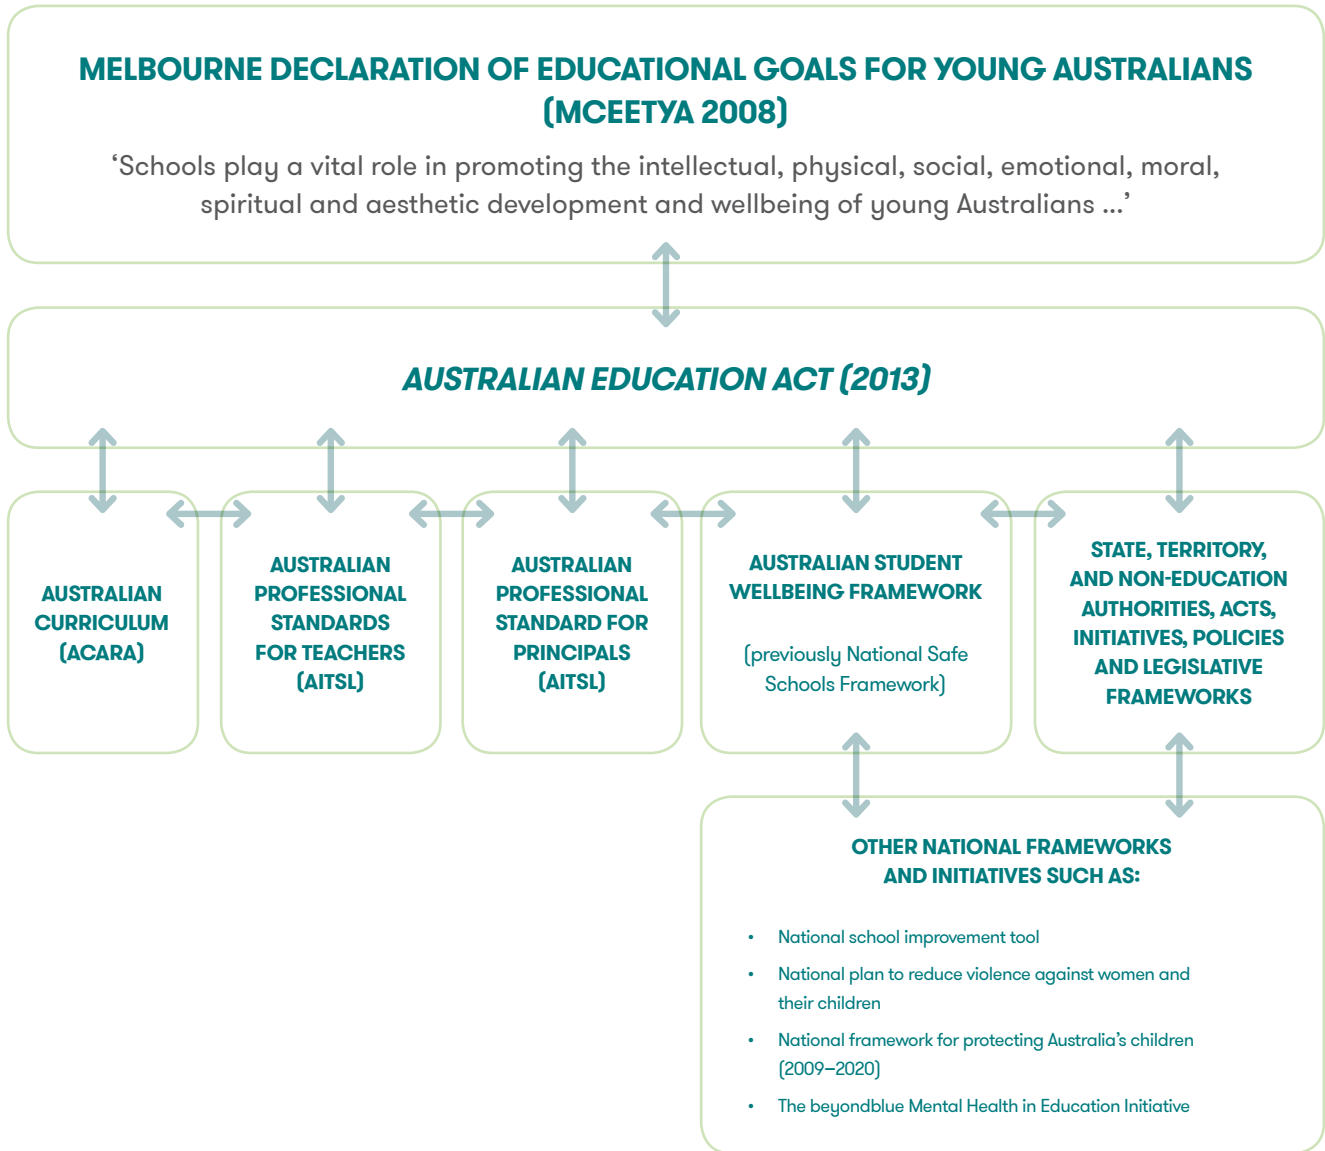 MELBOURNE DECLARATION OF EDUCATIONAL GOALS FOR YOUNG AUSTRALIANS
(MCEETYA 2008)
‘Schools play a vital role in promoting the intellectual, physical, social, emotional, moral,
spiritual and aesthetic development and wellbeing of young Australians ...’
AUSTRALIAN EDUCATION ACT (2013)
AUSTRALIAN
CURRICULUM
(ACARA)
AUSTRALIAN
PROFESSIONAL
STANDARDS
FOR TEACHERS
(AITSL)
AUSTRALIAN
PROFESSIONAL
STANDARD FOR
PRINCIPALS
(AITSL)
AUSTRALIAN STUDENT
WELLBEING FRAMEWORK
(previously National Safe
Schools Framework)
STATE, TERRITORY,
AND NON-EDUCATION
AUTHORITIES, ACTS,
INITIATIVES, POLICIES
AND LEGISLATIVE
FRAMEWORKS
OTHER NATIONAL FRAMEWORKS
AND INITIATIVES SUCH AS:
• National school improvement tool
• National plan to reduce violence against women and
their children
• National framework for protecting Australia’s children
(2009–2020)
• The beyondblue Mental Health in Education Initiative